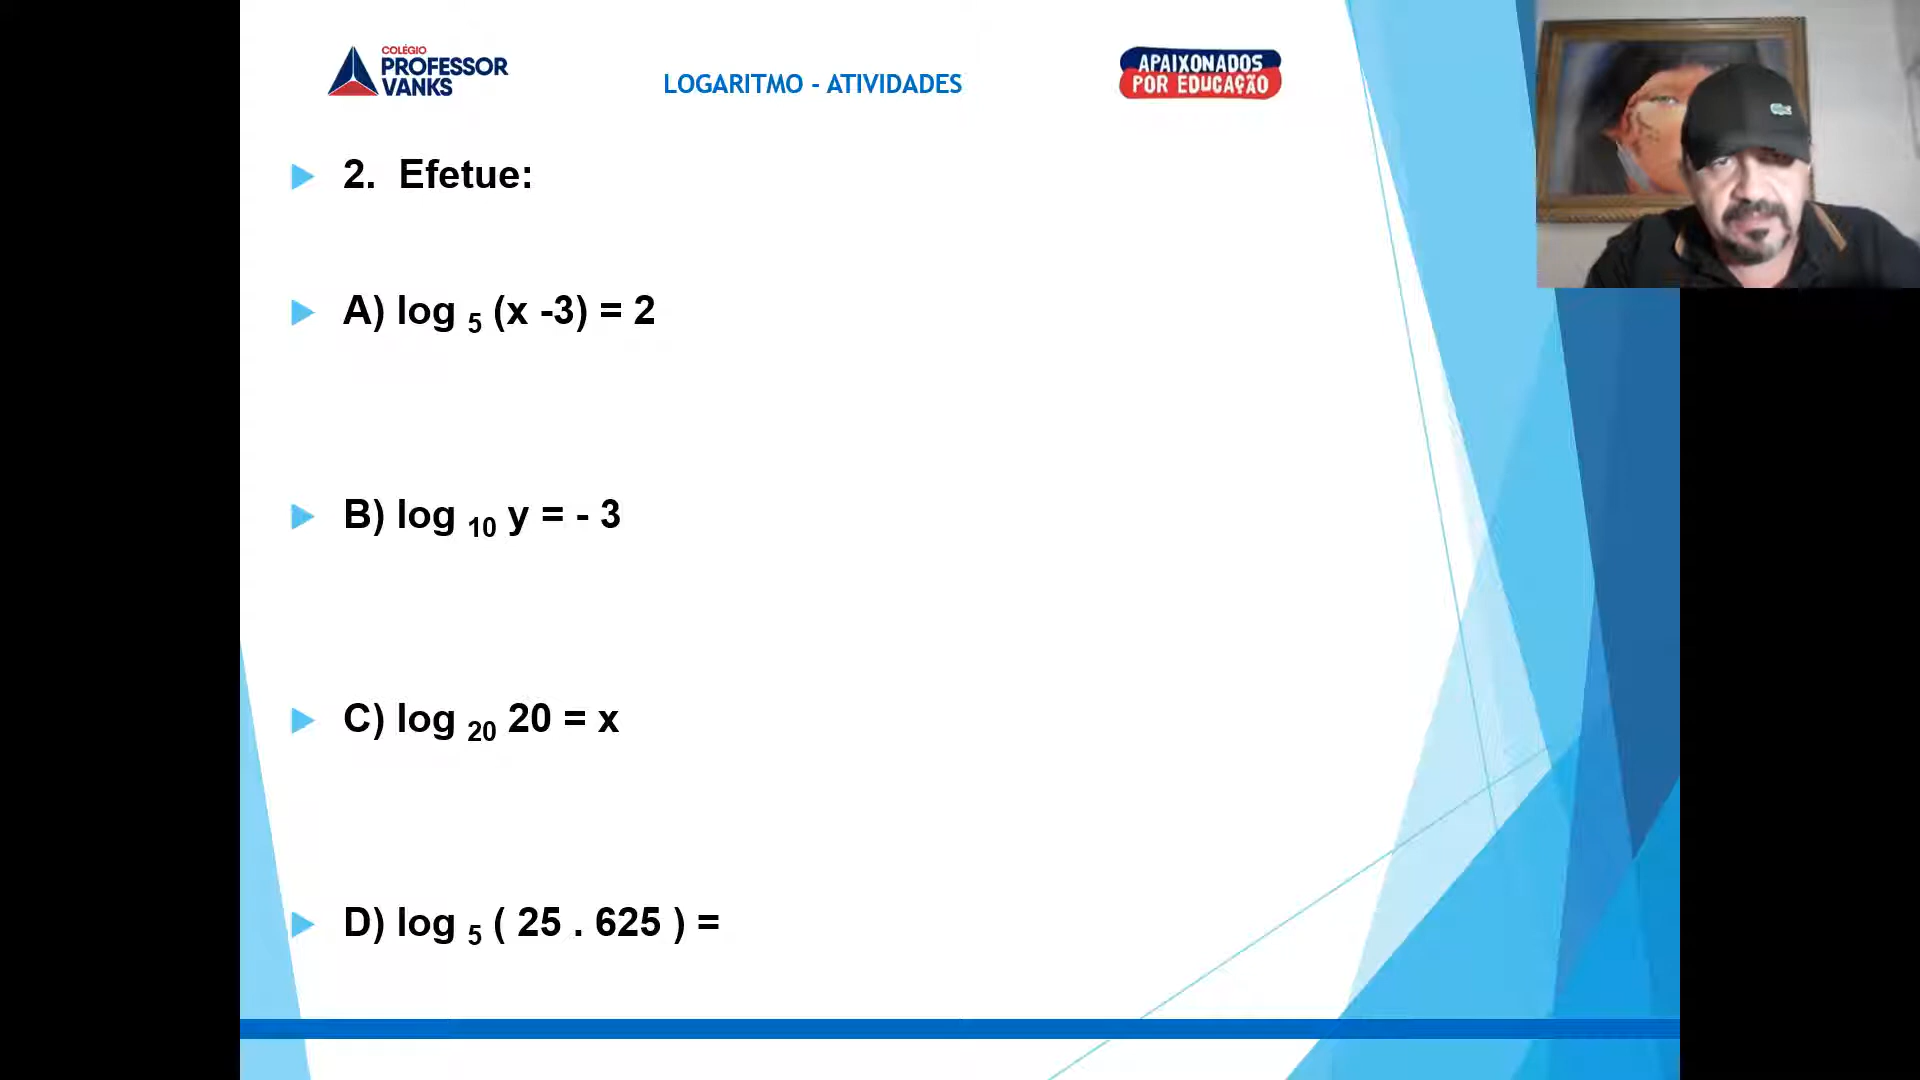 COLÉGIO
PROFESSOR
VANKS
LOGARITMO - ATIVIDADES
APAIXONADOS
POR EDUCAÇÃO
2. Efetue:
A) log 5 (x -3) = 2
B) log 10 y = - 3
C) log 20 20 = x
D) log 5 ( 25 . 625 ) =